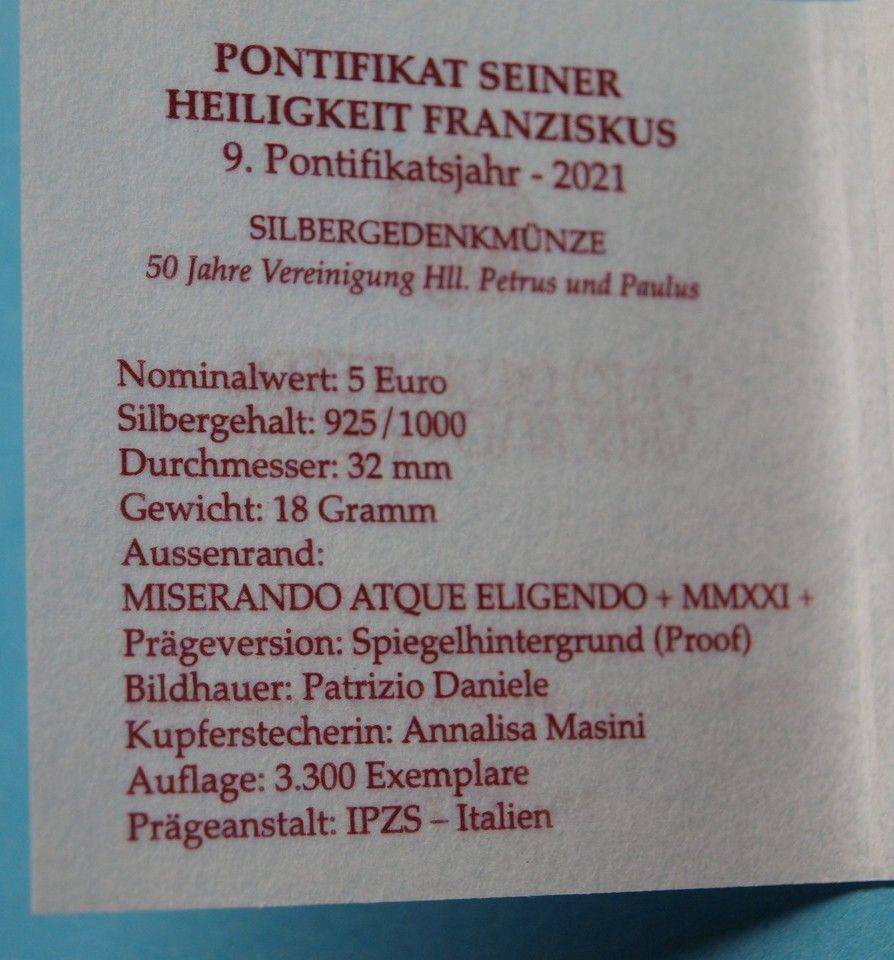 PONTIFIKAT SEINER
HEILIGKEIT FRANZISKUS
9. Pontifikatsjahr - 2021
SILBERGEDENKMÜNZE
50 Jahre Vereinigung Hll. Petrus und Paulus
Nominalwert: 5 Euro
Silbergehalt: 925/1000
Durchmesser: 32 mm
Gewicht: 18 Gramm
Aussenrand:
MISERANDO ATQUE ELIGENDO + MMXXI +
Prägeversion: Spiegelhintergrund (Proof)
Bildhauer: Patrizio Daniele
Kupferstecherin: Annalisa Masini
Auflage: 3.300 Exemplare
Prägeanstalt: IPZS – Italien